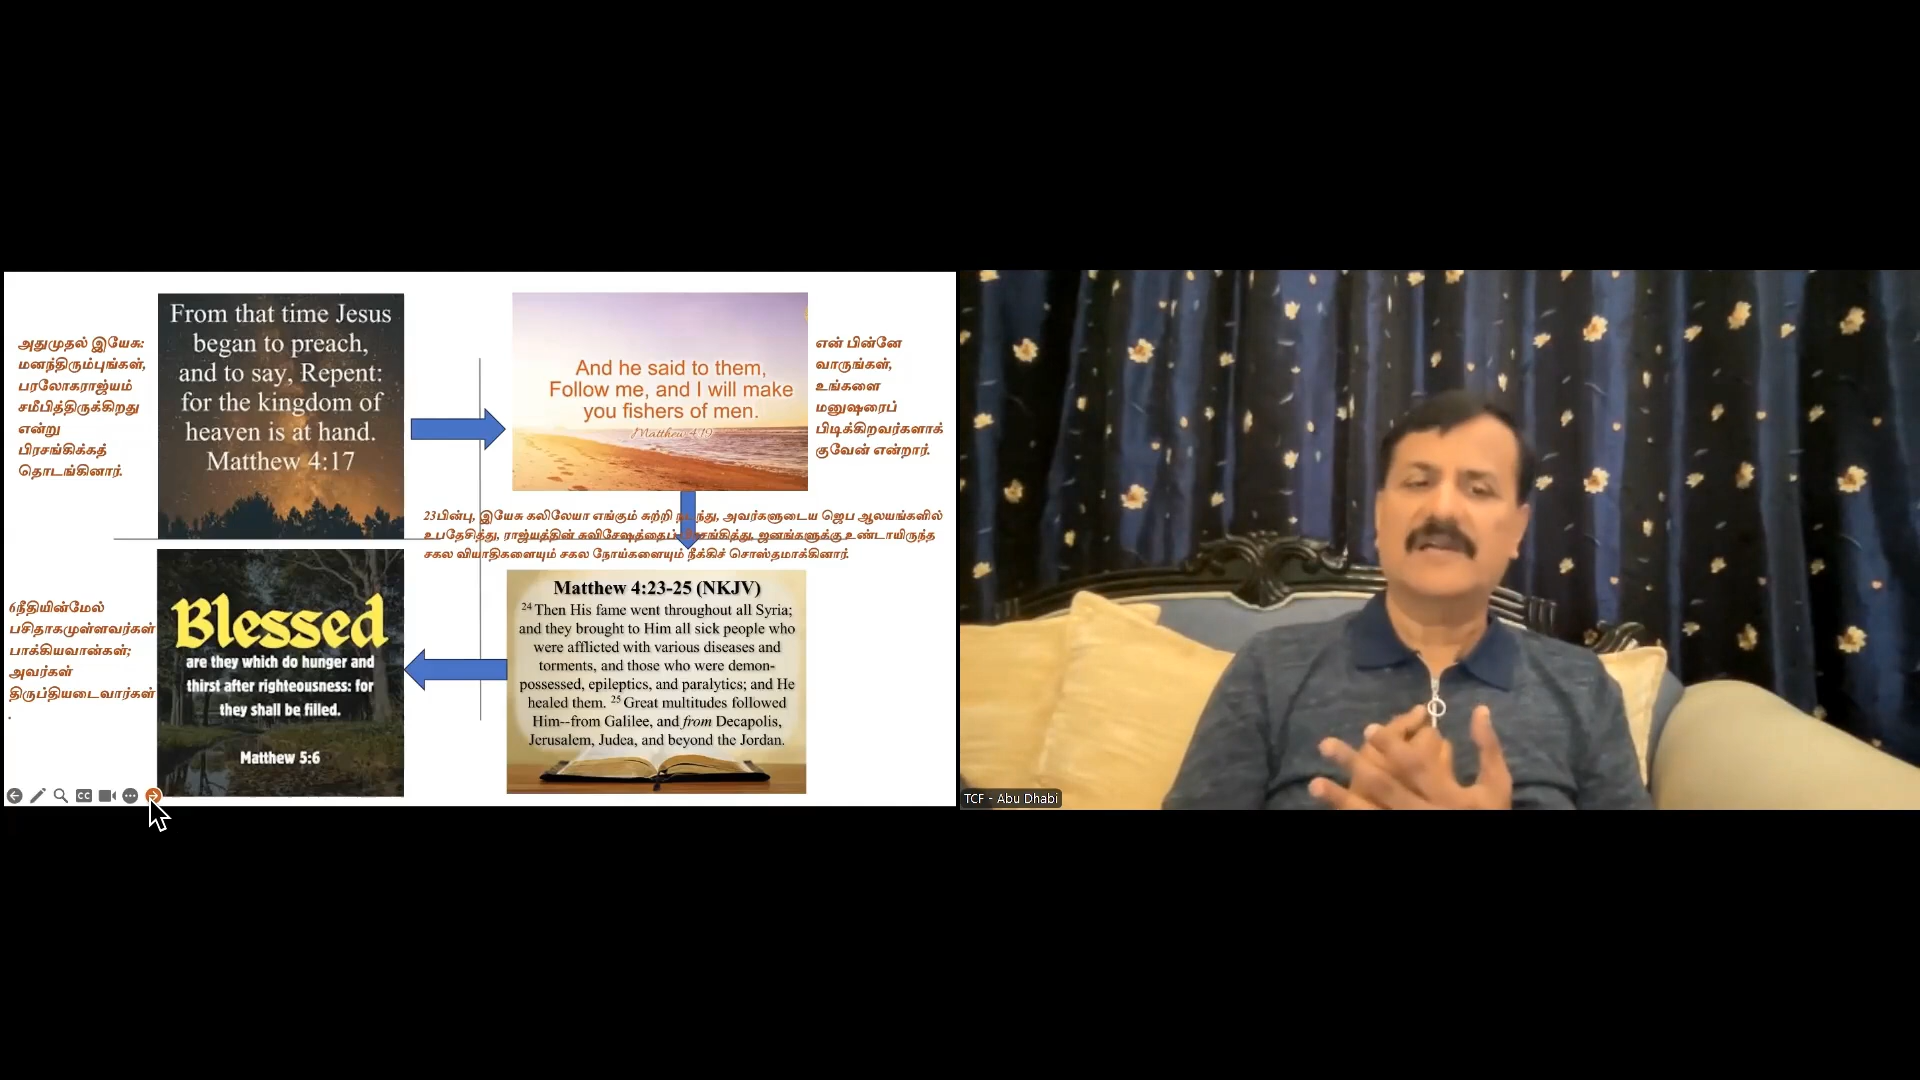 அதுமுதல் இயேசு:
மனந்திரும்புங்கள்,
பரலோகராஜ்யம்
சமீபித்திருக்கிறது
என்று
பிரசங்கிக்கத்
தொடங்கினார்.
From that time Jesus
began to preach,
and to say, Repent:
for the kingdom of
heaven is at hand.
Matthew 4:17
And he said to them,
Follow me, and I will make
you fishers of men.
Matthew 4:19
என் பின்னே
வாருங்கள்,
உங்களை
மனுஷரைப்
பிடிக்கிறவர்களாக்
குவேன் என்றார்.
23பின்பு, இயேசு கலிலேயா எங்கும் சுற்றி நடந்து, அவர்களுடைய ஜெப ஆலயங்களில்
உபதேசித்து, ராஜ்யத்தின் சுவிசேஷத்தைப் பிரசங்கித்து, ஜனங்களுக்கு உண்டாயிருந்த
சகல வியாதிகளையும் சகல நோய்களையும் நீக்கிச் சொஸ்தமாக்கினார்.
Matthew 4:23-25 (NKJV)
24 Then His fame went throughout all Syria;
and they brought to Him all sick people who
were afflicted with various diseases and
torments, and those who were demon-
possessed, epileptics, and paralytics; and He
healed them. 25 Great multitudes followed
Him--from Galilee, and from Decapolis,
Jerusalem, Judea, and beyond the Jordan.
6நீதியின்மேல்
பசிதாகமுள்ளவர்கள்
பாக்கியவான்கள்;
அவர்கள்
திருப்தியடைவார்கள்
.
Blessed
are they which do hunger and
thirst after righteousness: for
they shall be filled.
Matthew 5:6
CC
TCF - Abu Dhabi